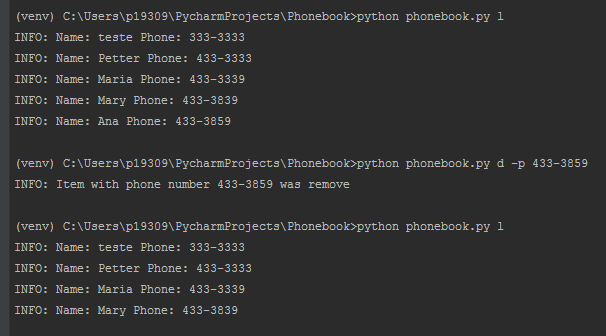 (venv) C:\Users\p19309\PycharmProjects\Phonebook>python phonebook.py l
INFO: Name: teste Phone: 333-3333
INFO: Name: Petter Phone: 433-3333
INFO: Name: Maria Phone: 433-3339
INFO: Name: Mary Phone: 433-3839
INFO: Name: Ana Phone: 433-3859
(venv) C:\Users\p19309\PycharmProjects\Phonebook>python phonebook.py d -p 433-3859
INFO: Item with phone number 433-3859 was remove
(venv) C:\Users\p19309\PycharmProjects\Phonebook>python phonebook.py l
INFO: Name: teste Phone: 333-3333
INFO: Name: Petter Phone: 433-3333
INFO: Name: Maria Phone: 433-3339
INFO: Name: Mary Phone: 433-3839